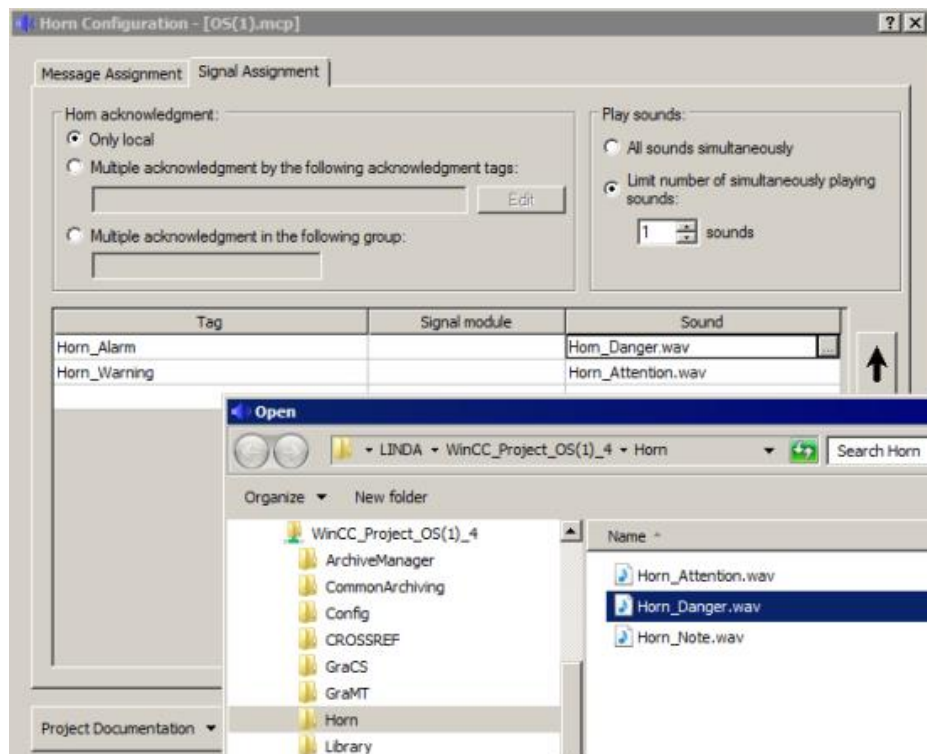 Horn Configuration - [OS(1).mcp]
Message Assignment
Signal Assignment
Horn acknowledgment:
Only local
Multiple acknowledgment by the following acknowledgment tags:
Edit
Multiple acknowledgment in the following group:
Play sounds:
All sounds simultaneously
Limit number of simultaneously playing
sounds:
1 sounds
Tag Signal module Sound
Horn_Alarm Horn_Danger.wav ...
Horn_Warning Horn_Attention.wav
Open
LINDA WinCC_Project_OS(1)_4 Horn Search Horn
Organize New folder
WinCC_Project_OS(1)_4
ArchiveManager
CommonArchiving
Config
CROSSREF
GraCS
GraMT
Horn
Library
Name
Horn_Attention.wav
Horn_Danger.wav
Horn_Note.wav
Project Documentation